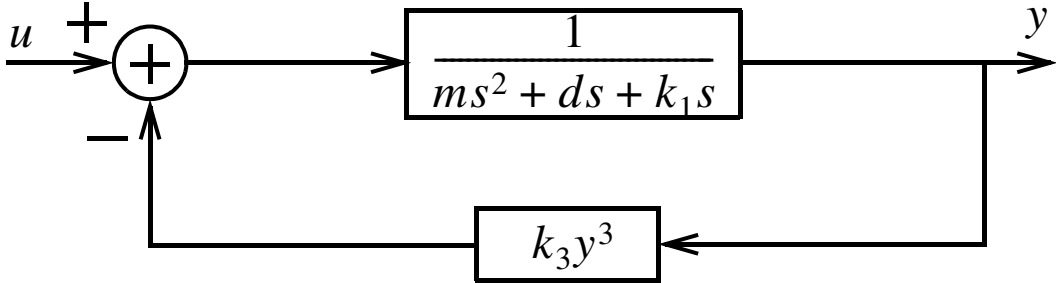 u + + y
1
ms² + ds + k₁s
−
k₃y³